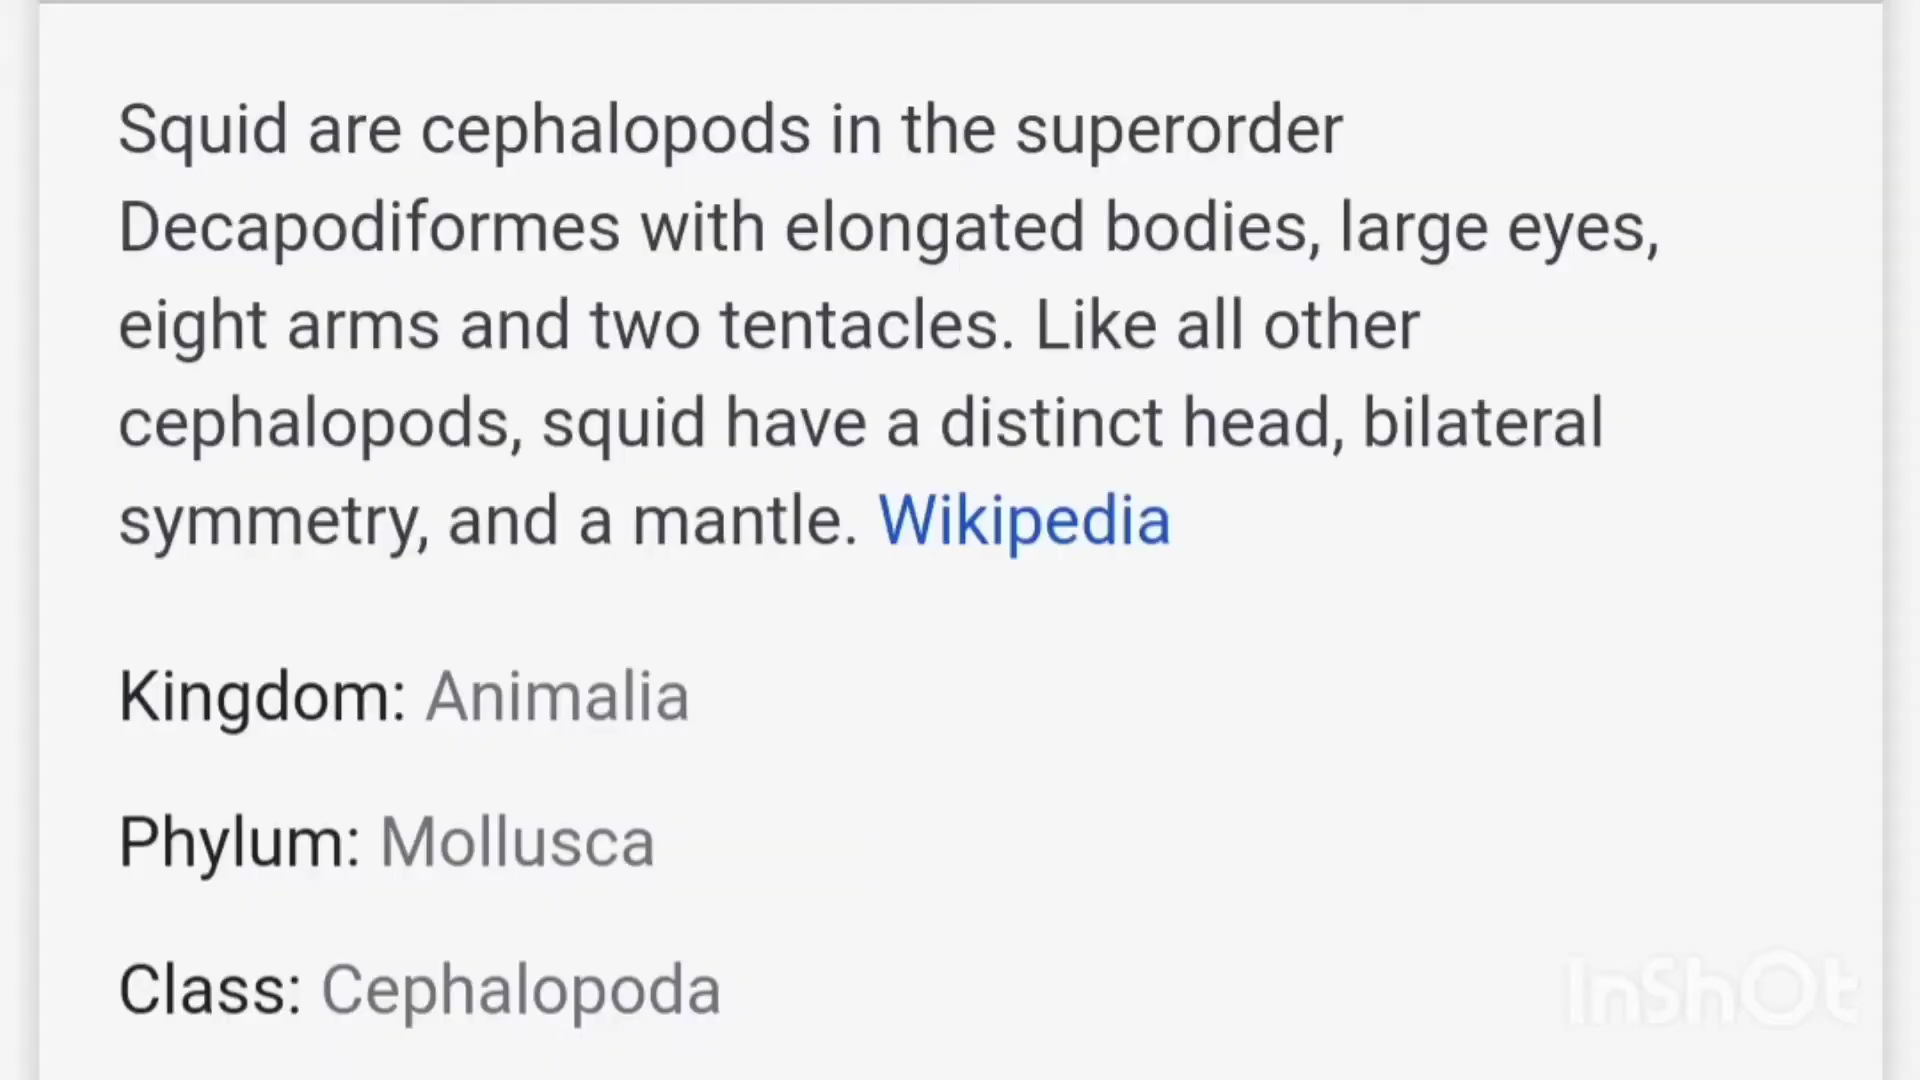 Squid are cephalopods in the superorder
Decapodiformes with elongated bodies, large eyes,
eight arms and two tentacles. Like all other
cephalopods, squid have a distinct head, bilateral
symmetry, and a mantle. Wikipedia
Kingdom: Animalia
Phylum: Mollusca
Class: Cephalopoda
InShOt